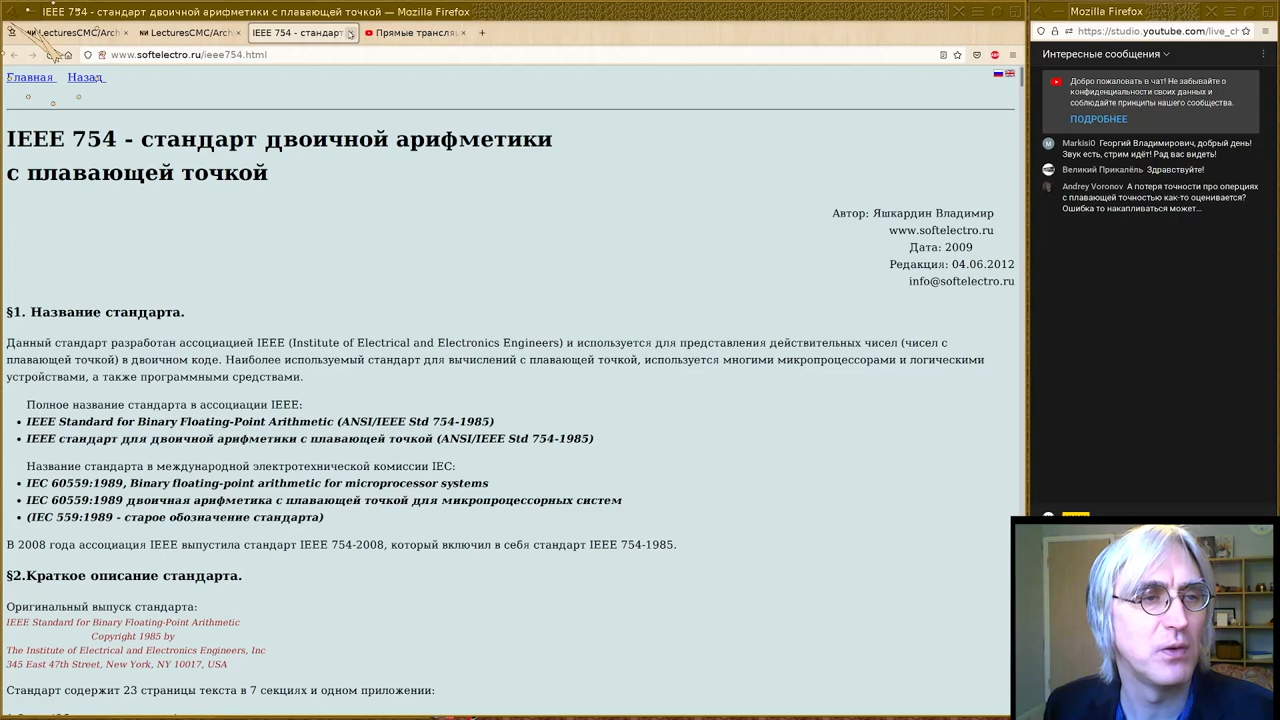 IEEE 754 - стандарт двоичной арифметики с плавающей точкой — Mozilla Firefox
LecturesCMC/Arch
LecturesCMC/Arch
IEEE 754 - стандарт
Прямые трансля
www.softelectro.ru/ieee754.html
Главная Назад
IEEE 754 - стандарт двоичной арифметики
с плавающей точкой
Автор: Яшкардин Владимир
www.softelectro.ru
Дата: 2009
Редакция: 04.06.2012
info@softelectro.ru
§1. Название стандарта.
Данный стандарт разработан ассоциацией IEEE (Institute of Electrical and Electronics Engineers) и используется для представления действительных чисел (чисел с
плавающей точкой) в двоичном коде. Наиболее используемый стандарт для вычислений с плавающей точкой, используется многими микропроцессорами и логическими
устройствами, а также программными средствами.
Полное название стандарта в ассоциации IEEE:
• IEEE Standard for Binary Floating-Point Arithmetic (ANSI/IEEE Std 754-1985)
• IEEE стандарт для двоичной арифметики с плавающей точкой (ANSI/IEEE Std 754-1985)
Название стандарта в международной электротехнической комиссии IEC:
• IEC 60559:1989, Binary floating-point arithmetic for microprocessor systems
• IEC 60559:1989 двоичная арифметика с плавающей точкой для микропроцессорных систем
• (IEC 559:1989 - старое обозначение стандарта)
В 2008 года ассоциация IEEE выпустила стандарт IEEE 754-2008, который включил в себя стандарт IEEE 754-1985.
§2.Краткое описание стандарта.
Оригинальный выпуск стандарта:
IEEE Standard for Binary Floating-Point Arithmetic
Copyright 1985 by
The Institute of Electrical and Electronics Engineers, Inc
345 East 47th Street, New York, NY 10017, USA
Стандарт содержит 23 страницы текста в 7 секциях и одном приложении:
Mozilla Firefox
https://studio.youtube.com/live_ch
Интересные сообщения
Добро пожаловать в чат! Не забывайте о
конфиденциальности своих данных и
соблюдайте принципы нашего сообщества.
ПОДРОБНЕЕ
M
MarkisI0 Георгий Владимирович, добрый день!
Звук есть, стрим идёт! Рад вас видеть!
Великий Прикалёль Здравствуйте!
Andrey Voronov А потеря точности про оперциях
с плавающей точностью как-то оценивается?
Ошибка то накапливаться может...